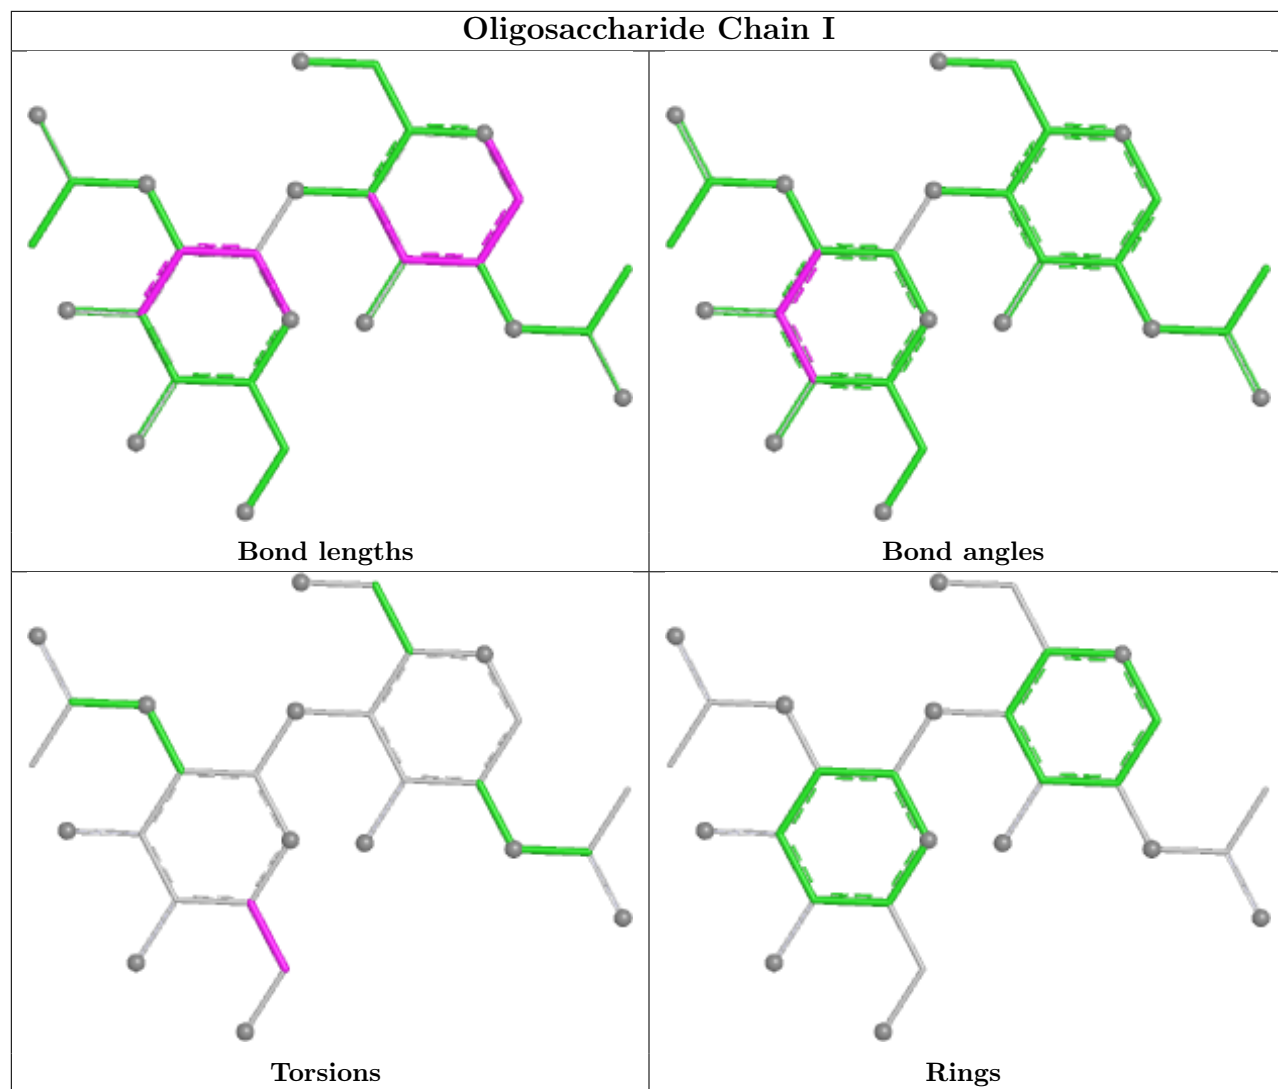 Oligosaccharide Chain I
Bond lengths
Bond angles
Torsions
Rings